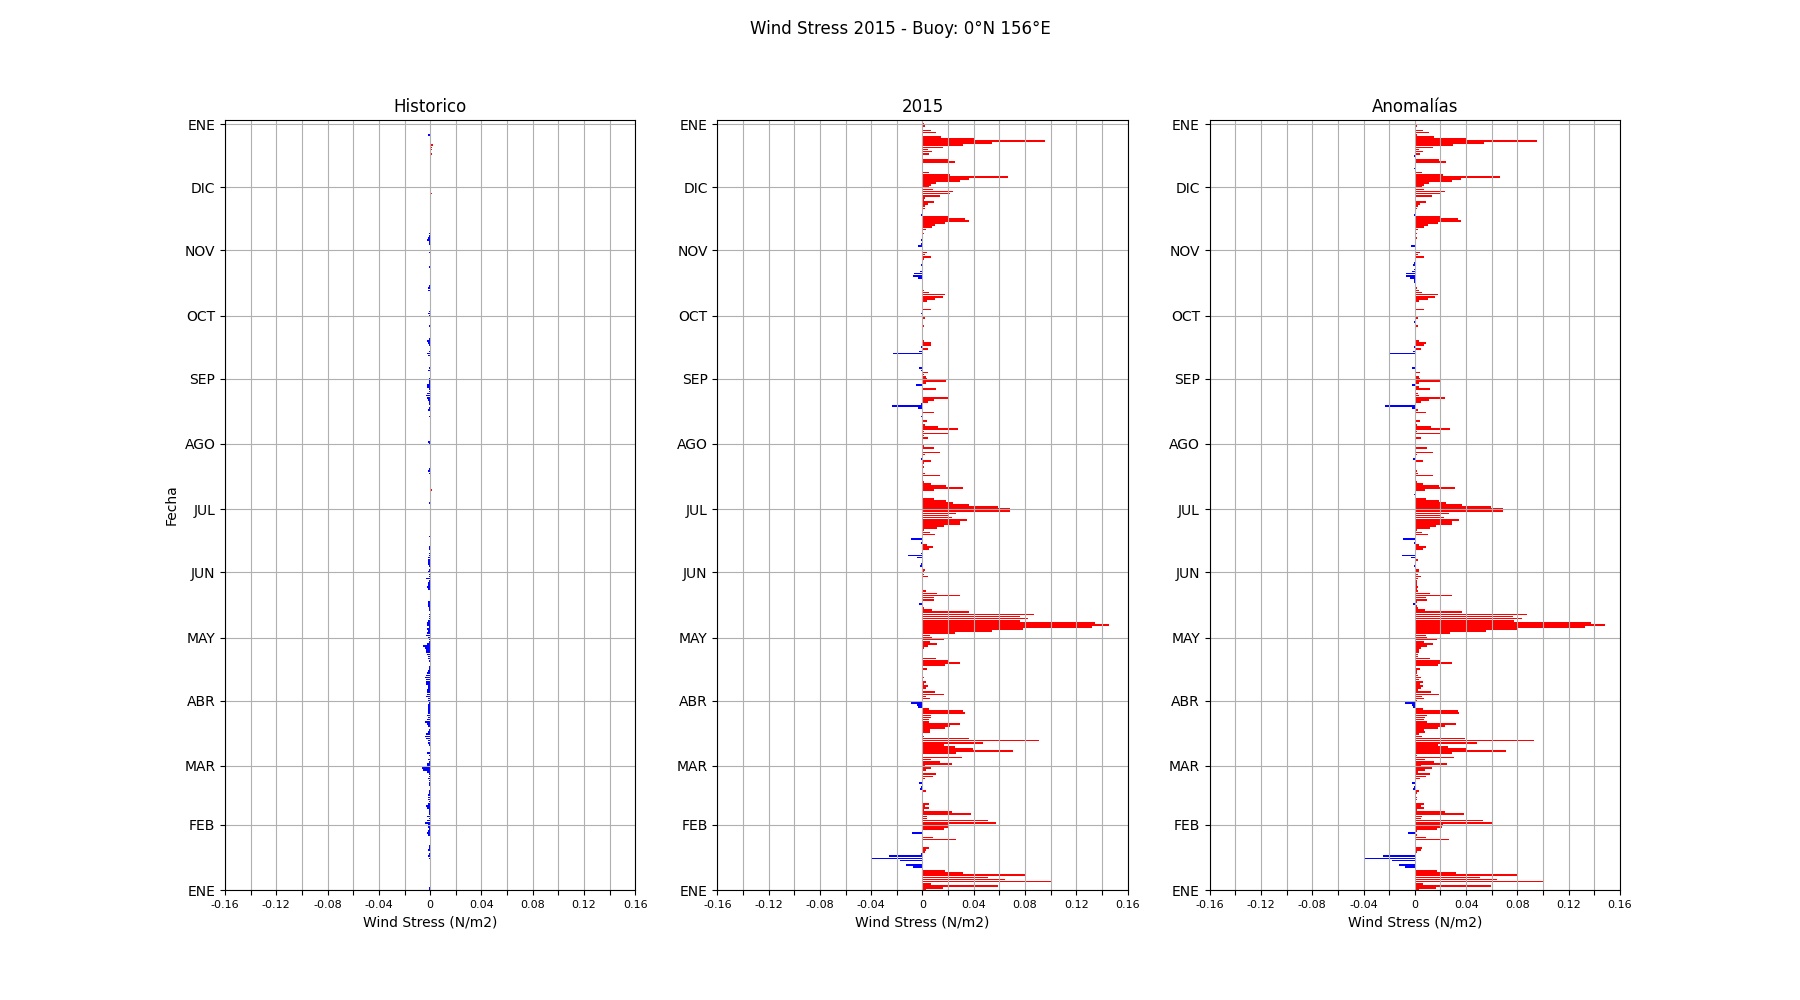 Wind Stress 2015 - Buoy: 0°N 156°E
Historico
2015
Anomalías
ENE
DIC
NOV
OCT
SEP
AGO
JUL
JUN
MAY
ABR
MAR
FEB
ENE
Fecha
-0.16 -0.12 -0.08 -0.04 0 0.04 0.08 0.12 0.16
Wind Stress (N/m2)
ENE
DIC
NOV
OCT
SEP
AGO
JUL
JUN
MAY
ABR
MAR
FEB
ENE
-0.16 -0.12 -0.08 -0.04 0 0.04 0.08 0.12 0.16
Wind Stress (N/m2)
ENE
DIC
NOV
OCT
SEP
AGO
JUL
JUN
MAY
ABR
MAR
FEB
ENE
-0.16 -0.12 -0.08 -0.04 0 0.04 0.08 0.12 0.16
Wind Stress (N/m2)